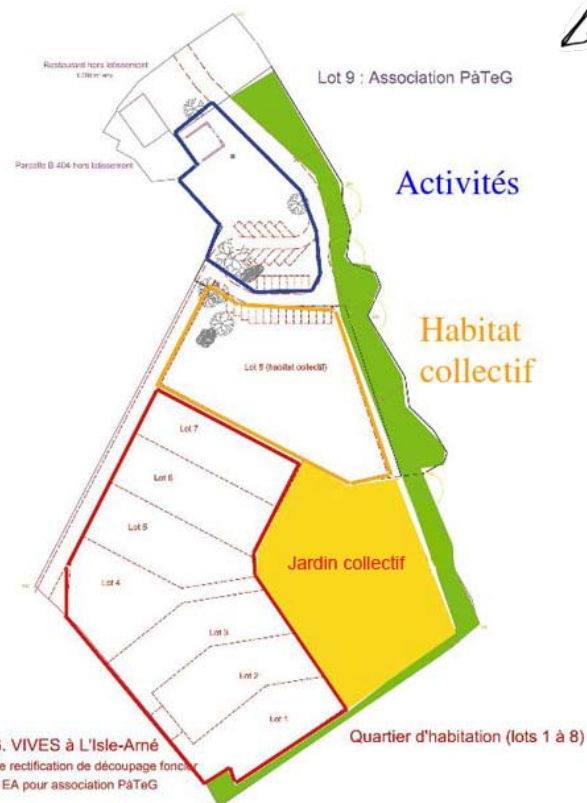 Restaurant hors lotissement
Lot 9 : Association PàTeG
Parcelle B 404 hors lotissement
Activités
Habitat
collectif
Lot 8 (habitat collectif)
Lot 7
Lot 6
Lot 5
Lot 4
Jardin collectif
Lot 3
Lot 2
Lot 1
Quartier d'habitation (lots 1 à 8)
. VIVES à L'Isle-Arné
e rectification de découpage foncier
EA pour association PàTeG